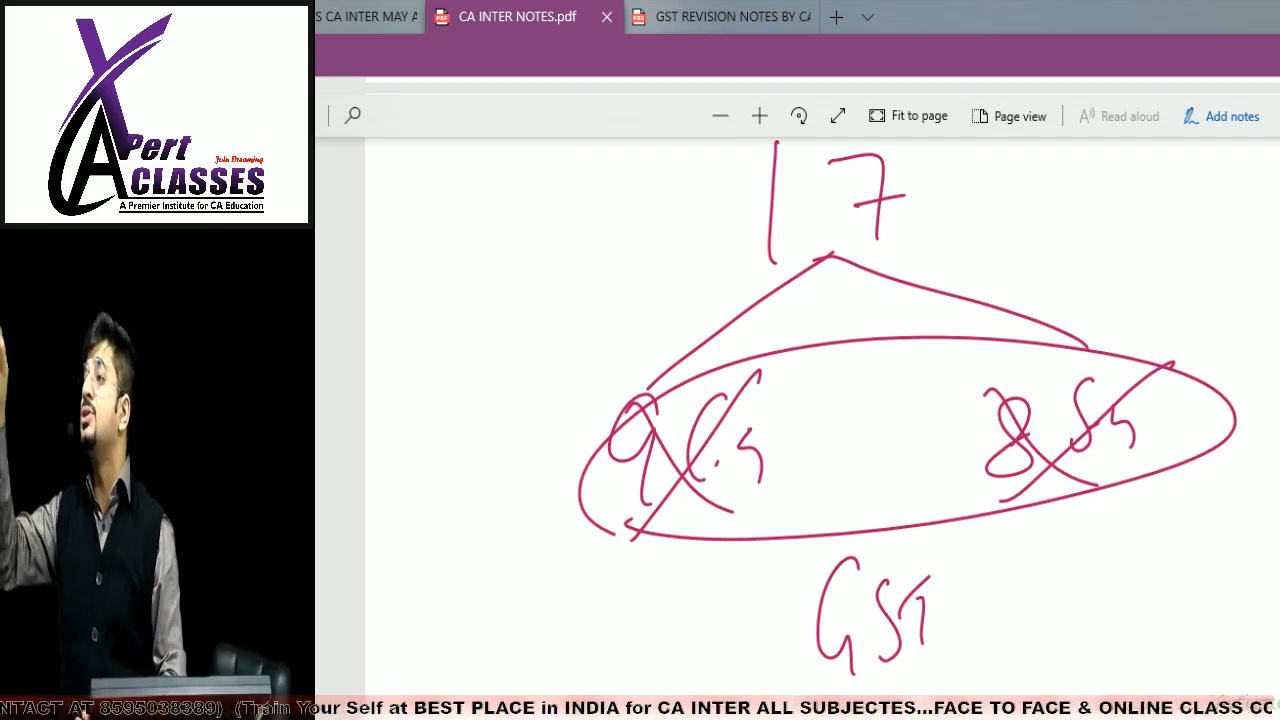 S CA INTER MAY A
CA INTER NOTES.pdf
GST REVISION NOTES BY CA
XPert
Join Dreaming
CA CLASSES
A Premier Institute for CA Education
Fit to page
Page view
Read aloud
Add notes
17
9
8
GST
NTACT AT 8595038389) (Train Your Self at BEST PLACE in INDIA for CA INTER ALL SUBJECTES...FACE TO FACE & ONLINE CLASS CO